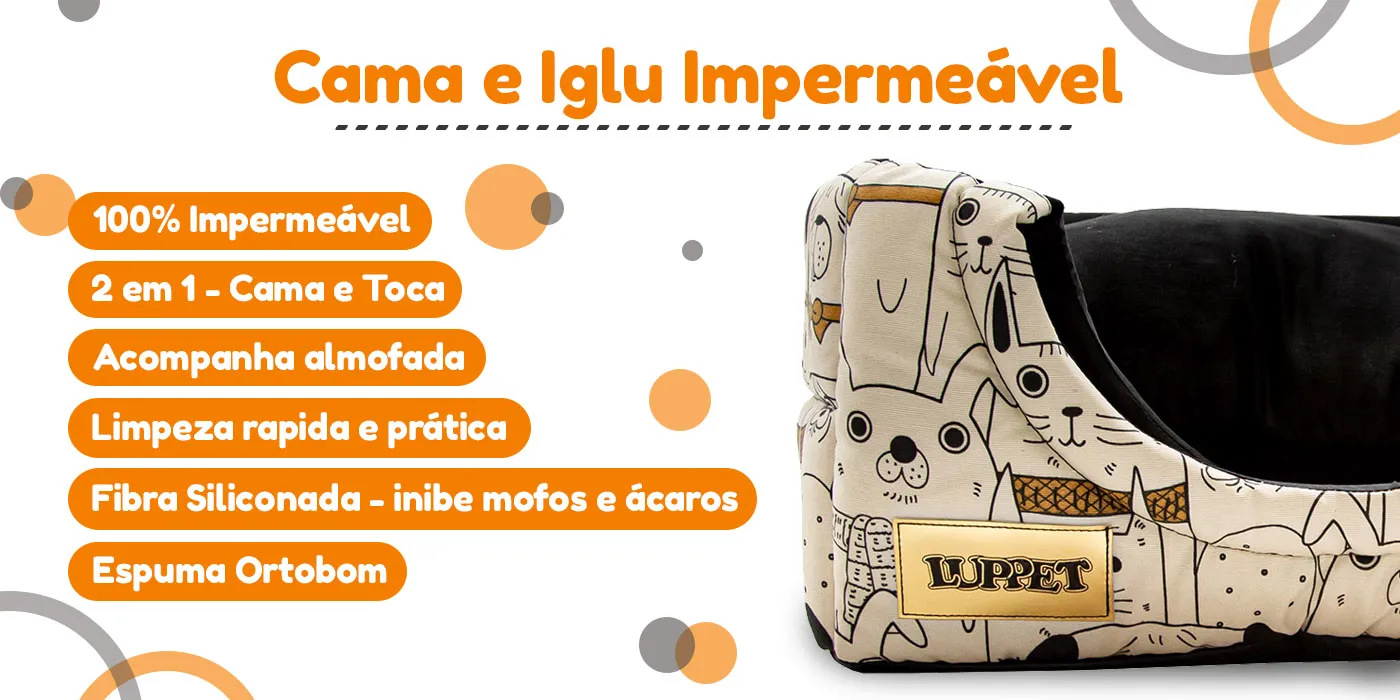 Cama e Iglu Impermeável
100% Impermeável
2 em 1 - Cama e Toca
Acompanha almofada
Limpeza rapida e prática
Fibra Siliconada - inibe mofos e ácaros
Espuma Ortobom
LUPPET